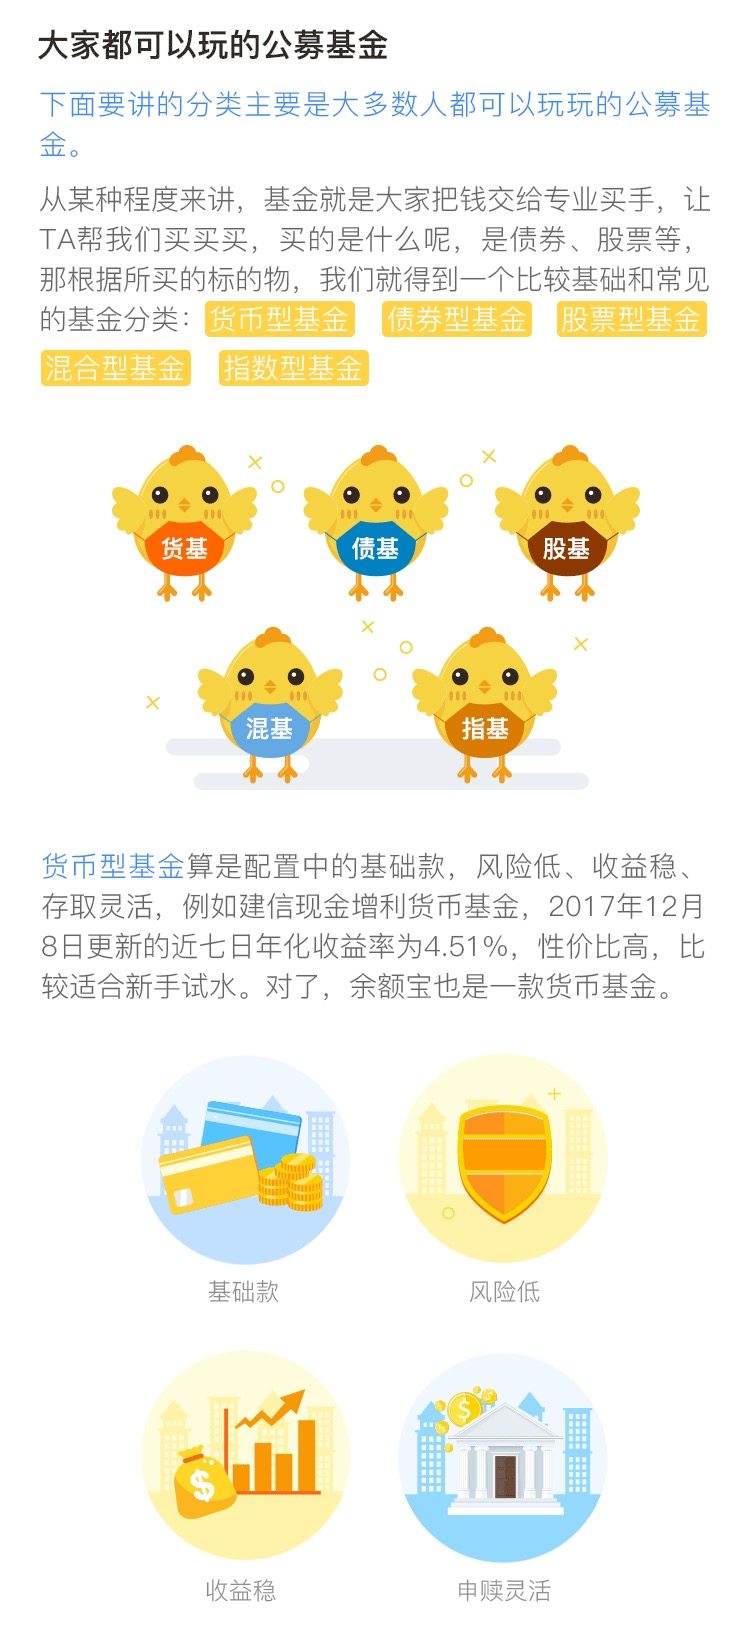 大家都可以玩的公募基金
下面要讲的分类主要是大多数人都可以玩玩的公募基
金。
从某种程度来讲，基金就是大家把钱交给专业买手，让
TA帮我们买买买，买的是什么呢，是债券、股票等，
那根据所买的标的物，我们就得到一个比较基础和常见
的基金分类：货币型基金 债券型基金 股票型基金
混合型基金 指数型基金
货基 债基 股基
混基 指基
货币型基金算是配置中的基础款，风险低、收益稳、
存取灵活，例如建信现金增利货币基金，2017年12月
8日更新的近七日年化收益率为4.51%，性价比高，比
较适合新手试水。对了，余额宝也是一款货币基金。
基础款 风险低
$
$
收益稳 申赎灵活